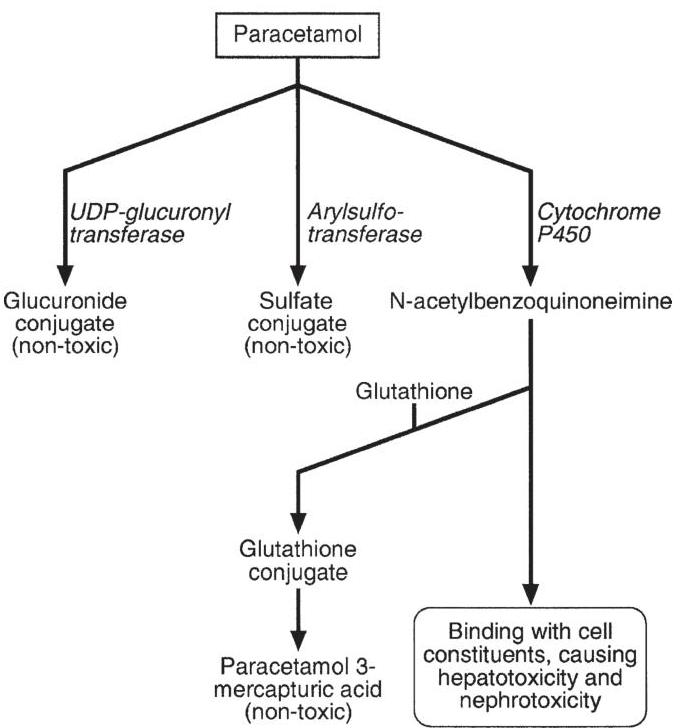 Paracetamol
UDP-glucuronyl
transferase
Arylsulfo-
transferase
Cytochrome
P450
Glucuronide
conjugate
(non-toxic)
Sulfate
conjugate
(non-toxic)
N-acetylbenzoquinoneimine
Glutathione
Glutathione
conjugate
Paracetamol 3-
mercapturic acid
(non-toxic)
Binding with cell
constituents, causing
hepatotoxicity and
nephrotoxicity